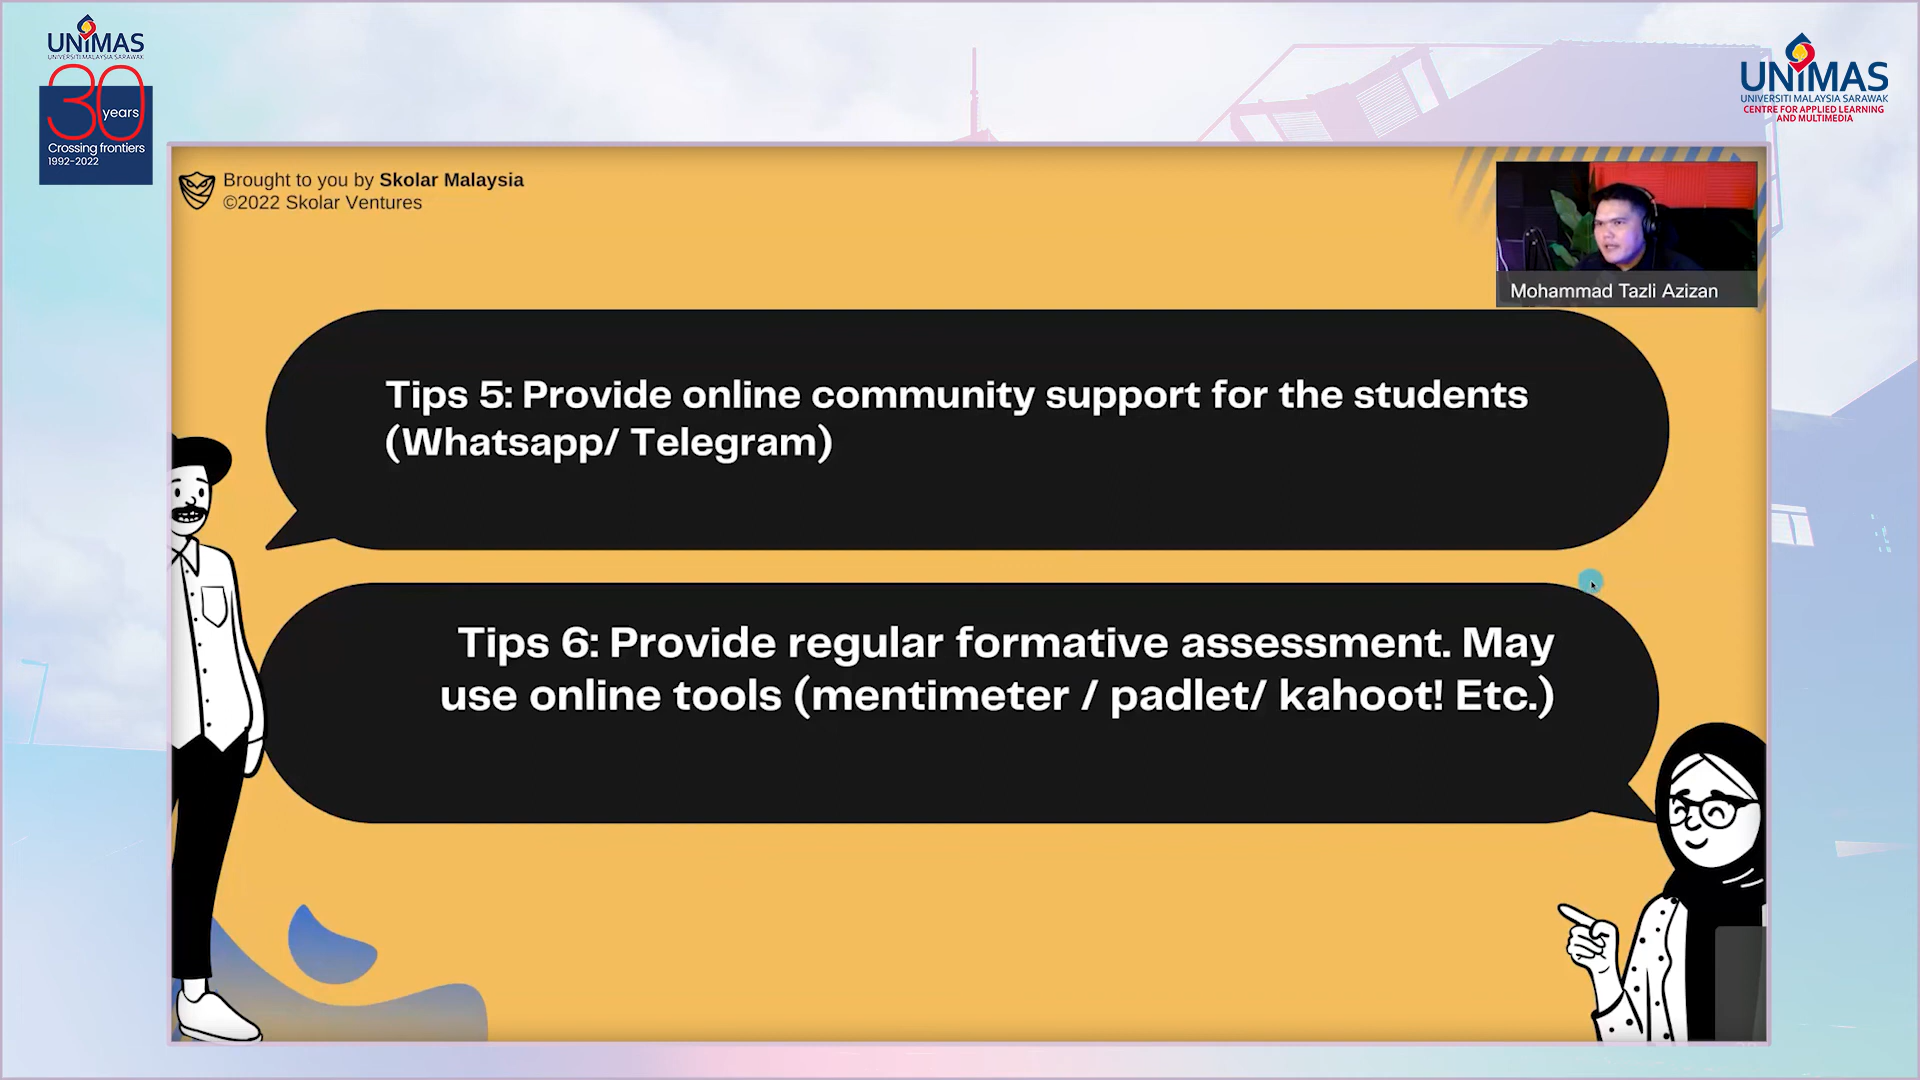 UNIMAS
UNIVERSITI MALAYSIA SARAWAK
30
years
Crossing frontiers
1992-2022
UNIMAS
UNIVERSITI MALAYSIA SARAWAK
CENTRE FOR APPLIED LEARNING
AND MULTIMEDIA
Brought to you by Skolar Malaysia
©2022 Skolar Ventures
Mohammad Tazli Azizan
Tips 5: Provide online community support for the students
(Whatsapp/ Telegram)
Tips 6: Provide regular formative assessment. May
use online tools (mentimeter / padlet/ kahoot! Etc.)